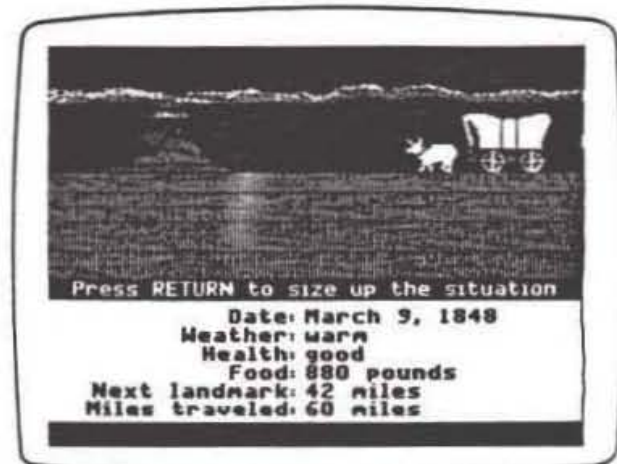 Press RETURN to size up the situation
Date: March 9, 1848
Weather: warm
Health: good
Food: 880 pounds
Next landmark: 42 miles
Miles traveled: 60 miles